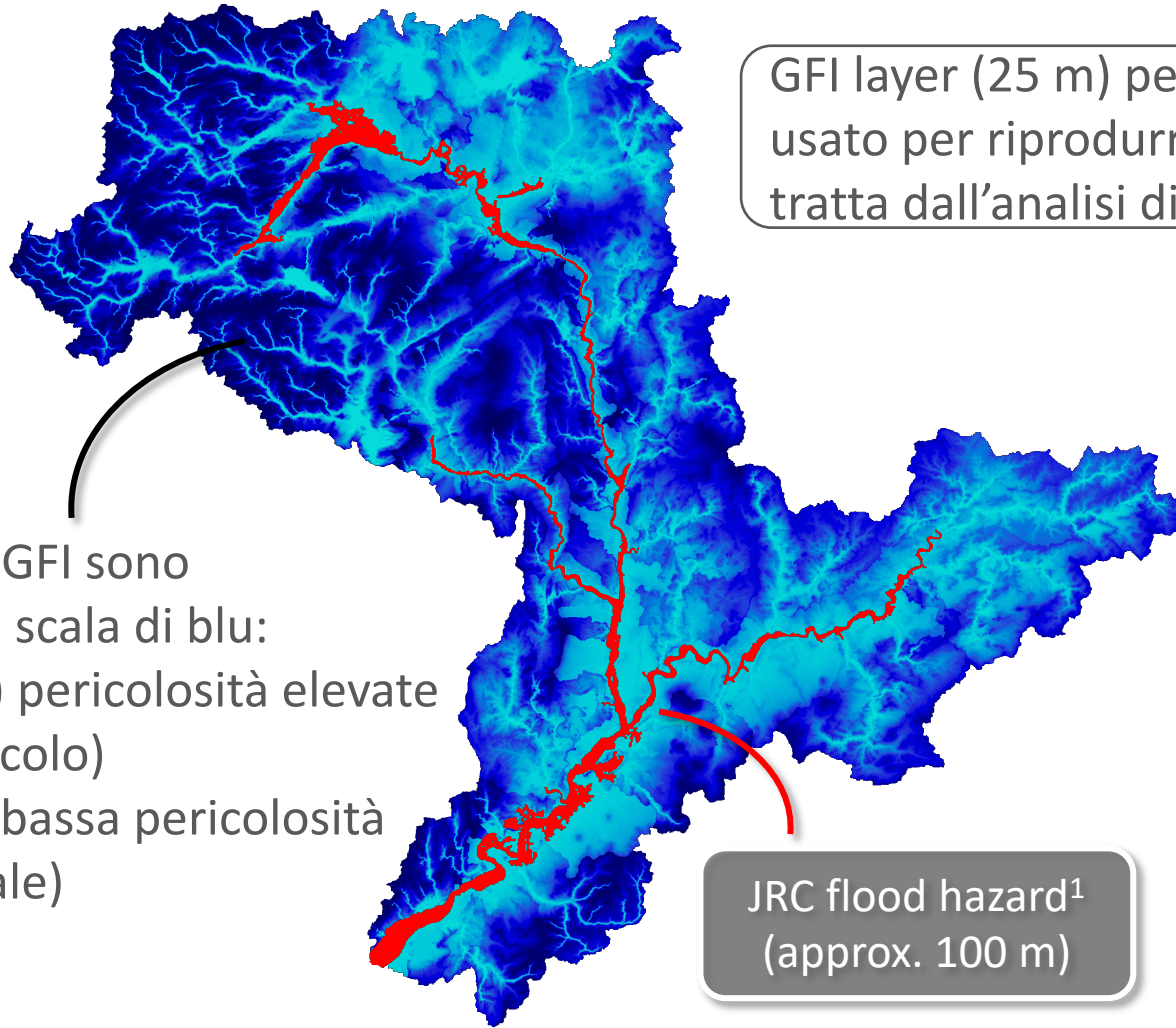 GFI layer (25 m) pe
usato per riprodurr
tratta dall’analisi di
GFI sono
scala di blu:
) pericolosità elevate
colo)
bassa pericolosità
ale)
JRC flood hazard¹
(approx. 100 m)